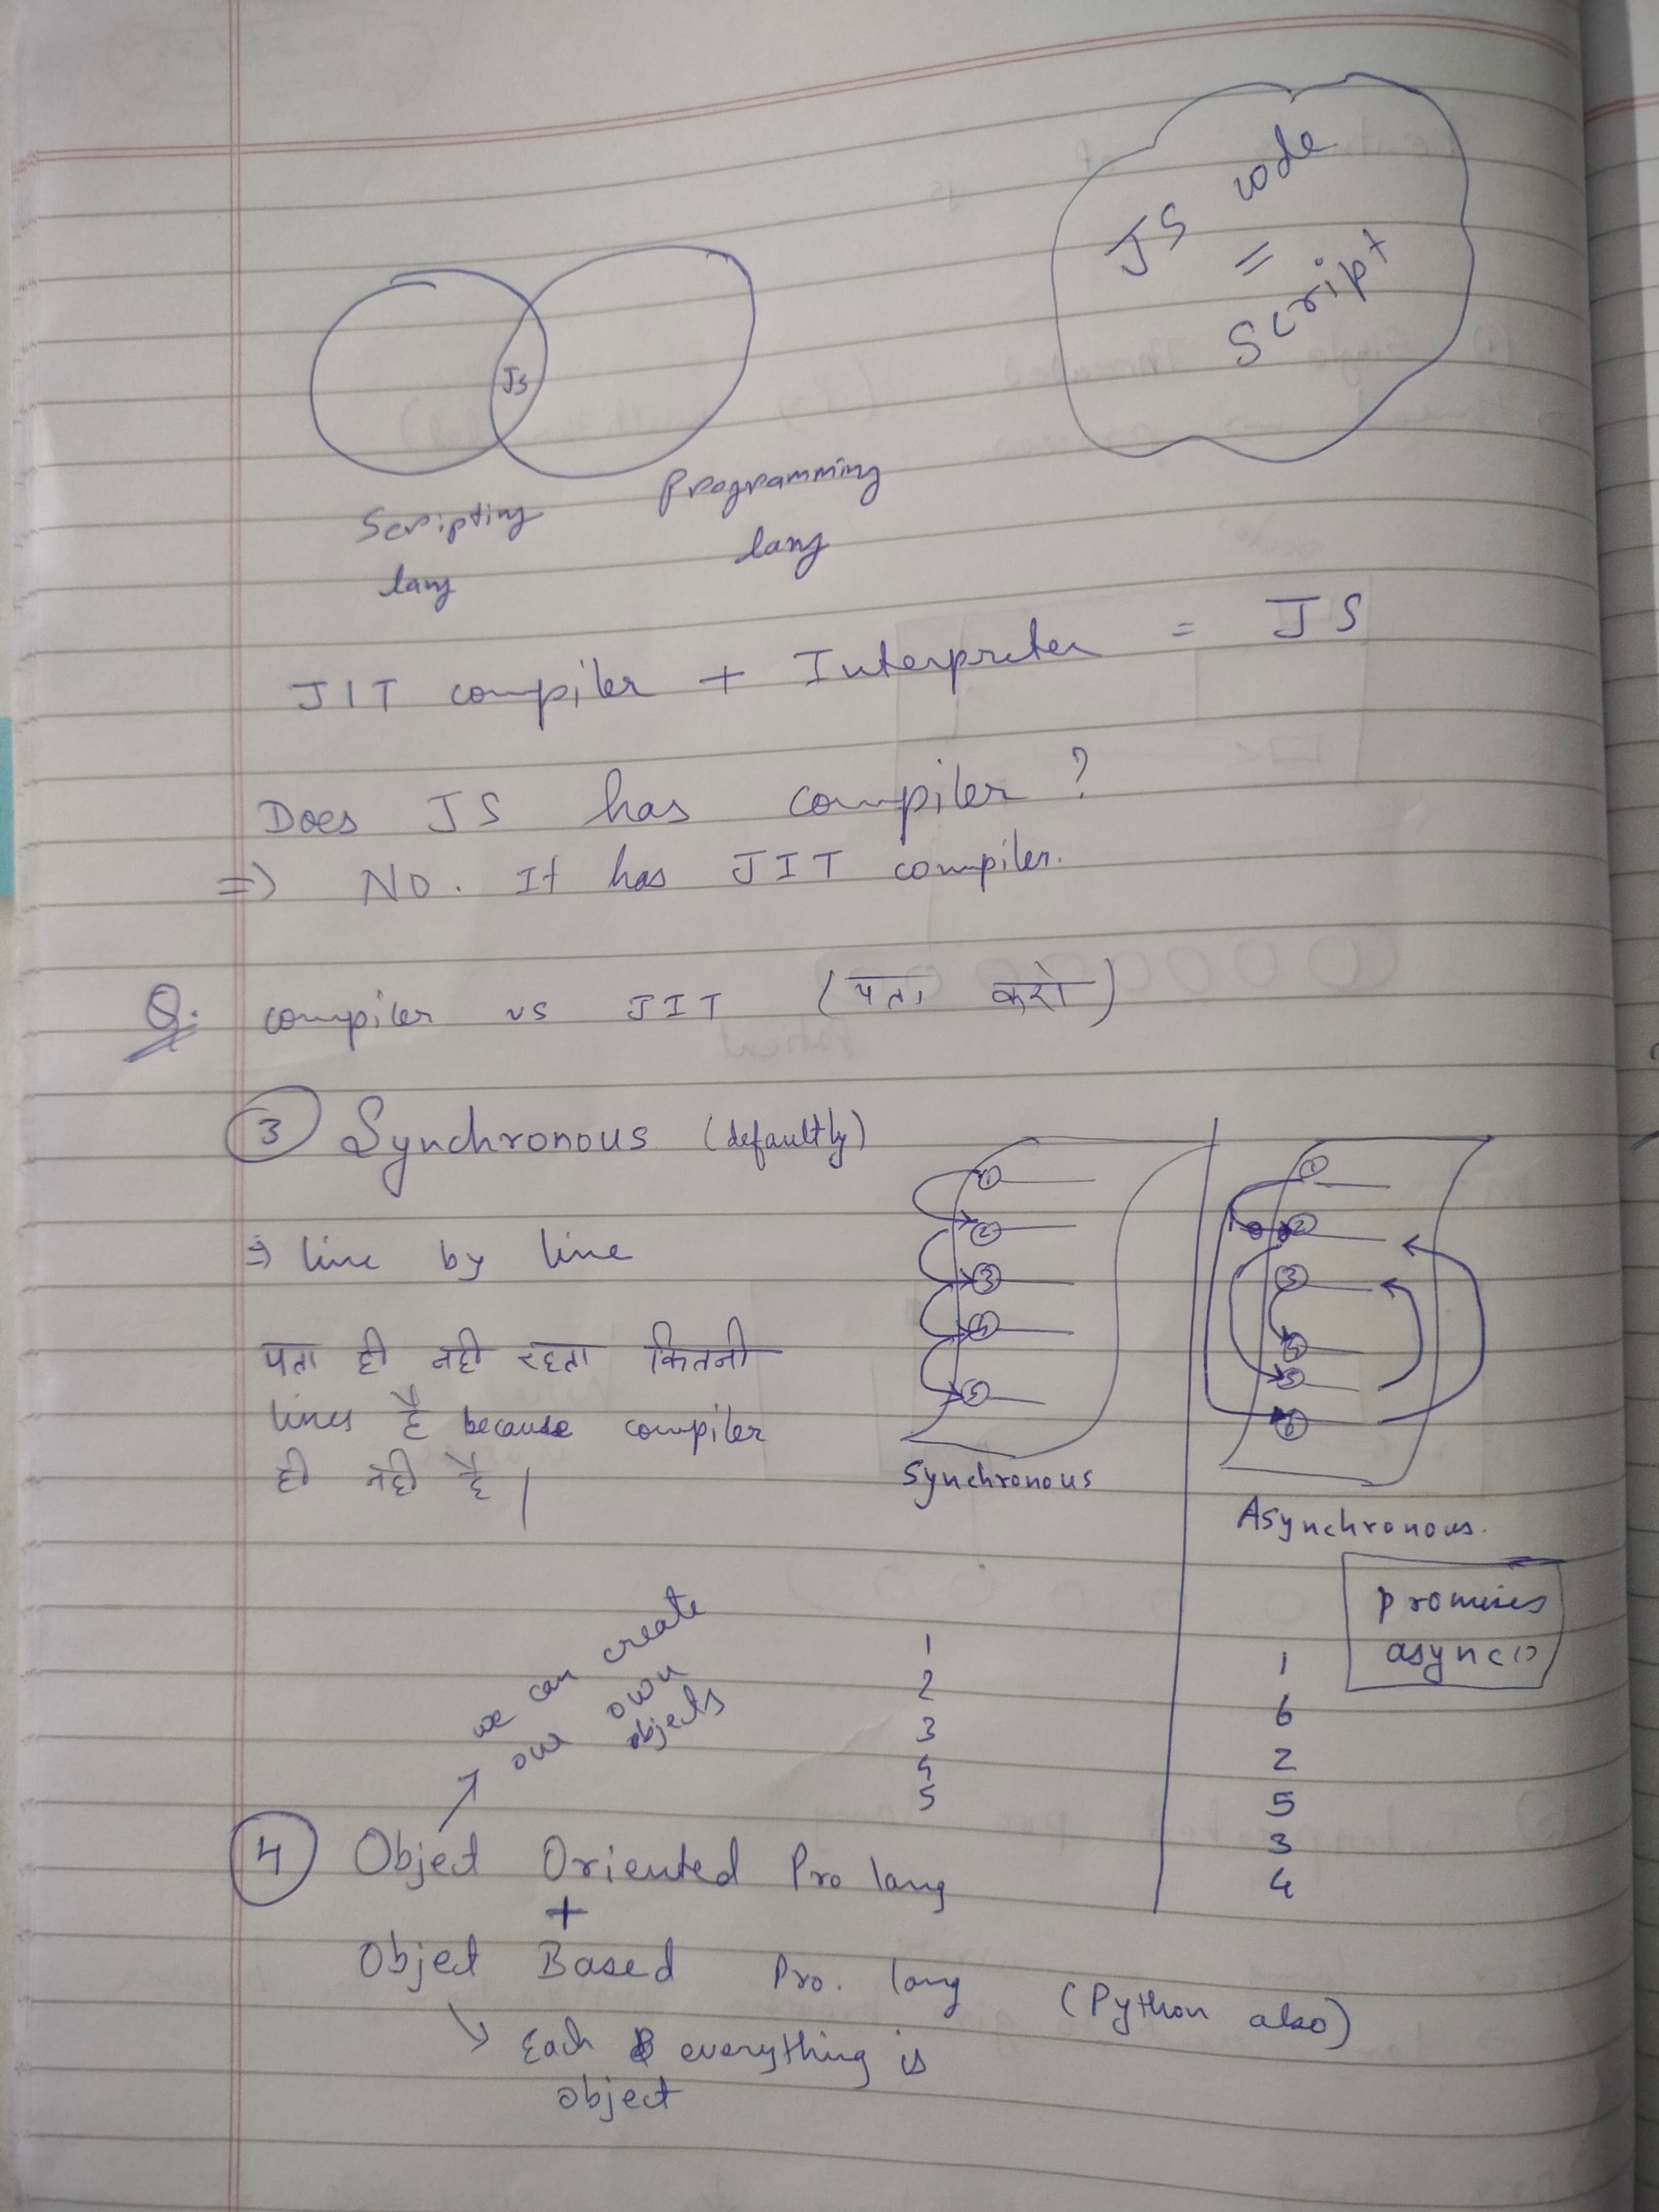 JS code
=
Script
JS
Scripting
lang
Programming
lang
JIT compiler + Interpreter = JS
Does JS has compiler ?
=> NO. It has JIT compiler.
Q. compiler vs JIT (पता करो)
3 Synchronous (defaultly)
=> line by line
पता ही नही रहता कितनी
lines है because compiler
ही नही है |
1
2
3
4
5
Synchronous
1
2
3
4
5
6
Asynchronous.
promises
async()
1
2
3
4
5
1
6
2
5
3
4
we can create
our own
objects
4 Object Oriented Pro lang
+
Object Based Pro. lang (Python also)
Each & everything is
object